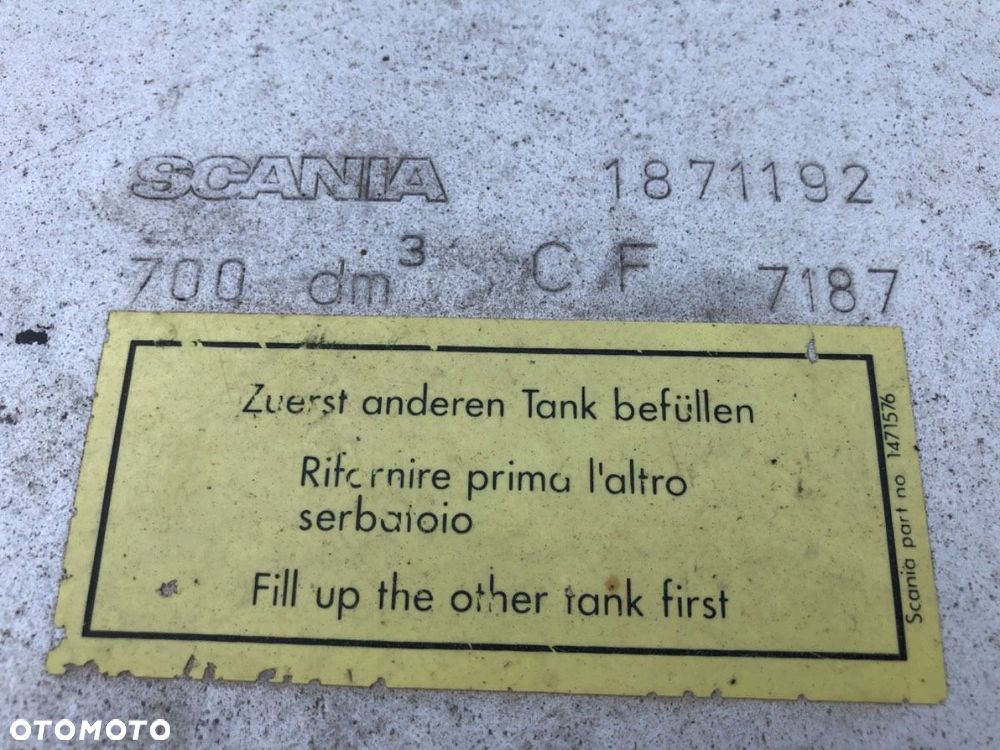 SCANIA 1871192
700 dm³ CF 7187
Zuerst anderen Tank befüllen
Rifornire prima l'altro
serbatoio
Fill up the other tank first
Scania part no 1471576
OTOMOTO